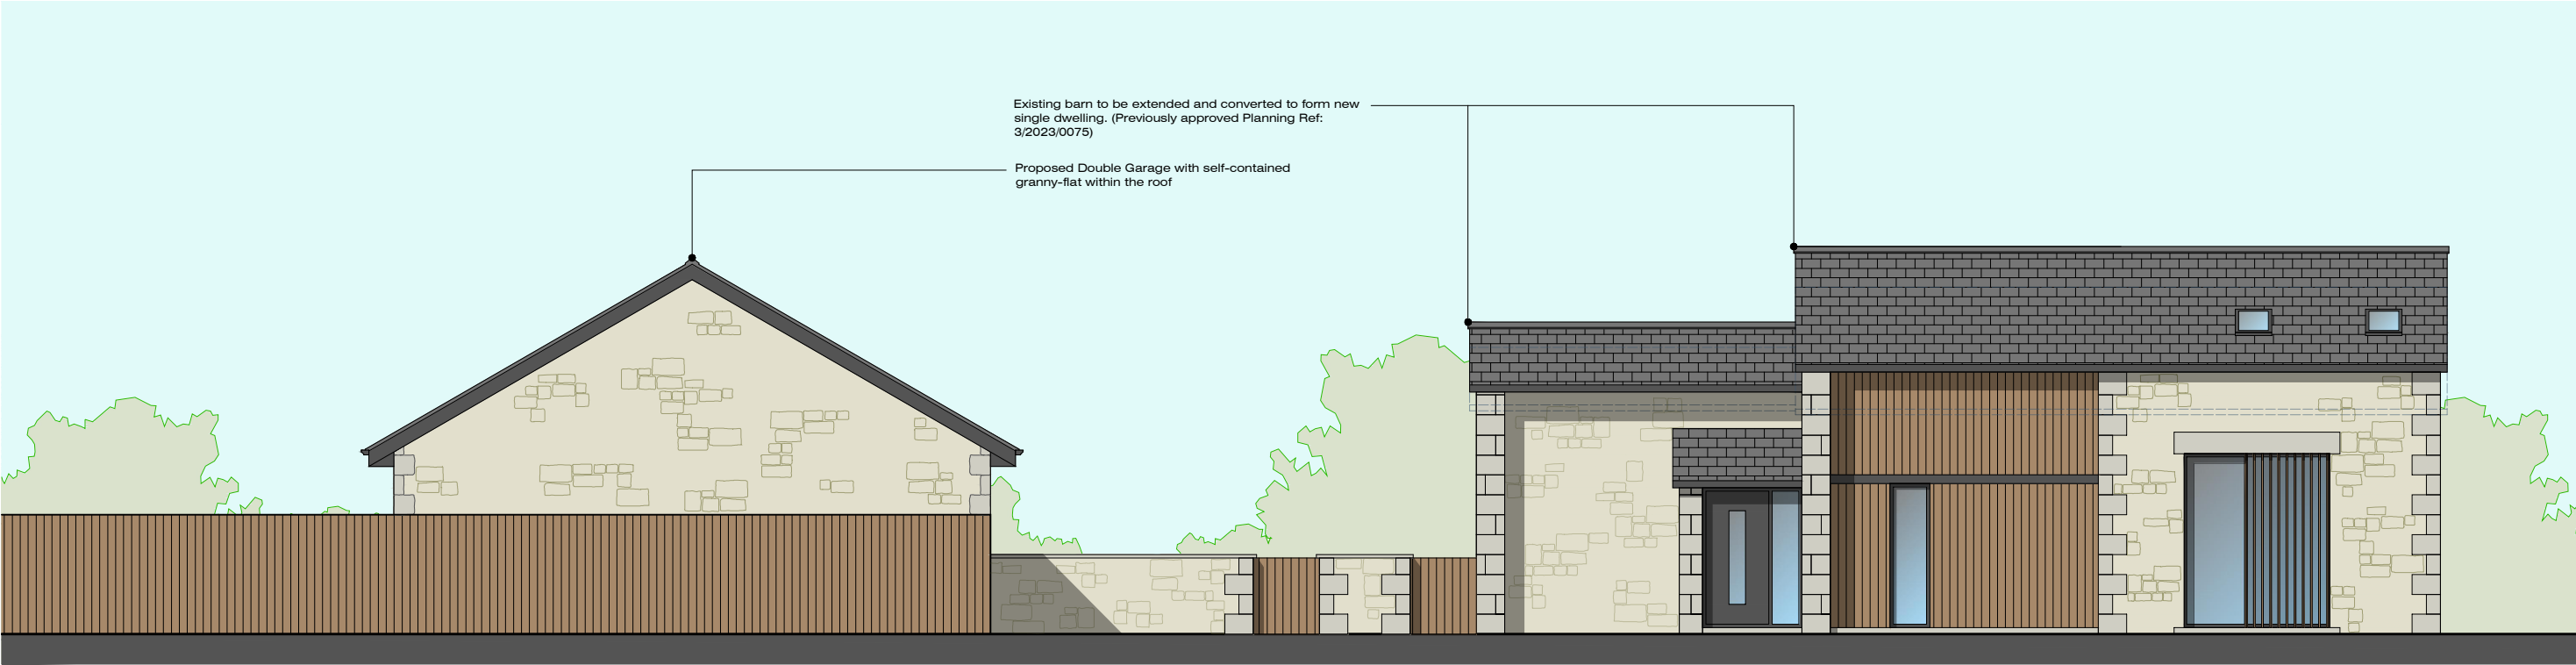 Existing barn to be extended and converted to form new
single dwelling. (Previously approved Planning Ref:
3/2023/0075)
Proposed Double Garage with self-contained
granny-flat within the roof